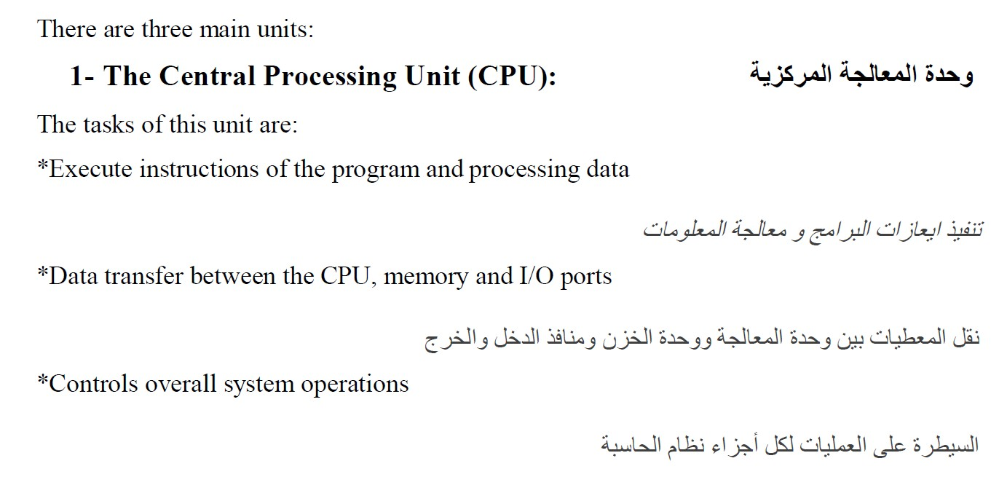 There are three main units:
1- The Central Processing Unit (CPU): وحدة المعالجة المركزية
The tasks of this unit are:
*Execute instructions of the program and processing data
تنفيذ ايعازات البرامج و معالجة المعلومات
*Data transfer between the CPU, memory and I/O ports
نقل المعطيات بين وحدة المعالجة ووحدة الخزن ومنافذ الدخل والخرج
*Controls overall system operations
السيطرة على العمليات لكل أجزاء نظام الحاسبة